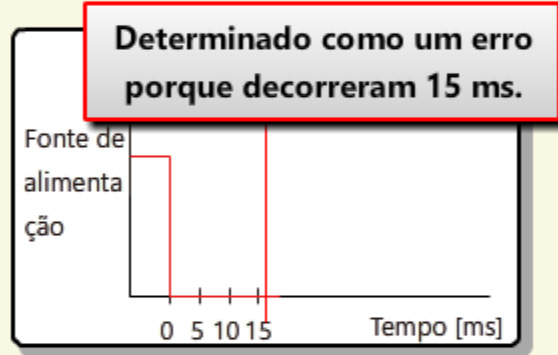 Determinado como um erro
porque decorreram 15 ms.
Fonte de
alimenta
ção
0 5 10 15
Tempo [ms]